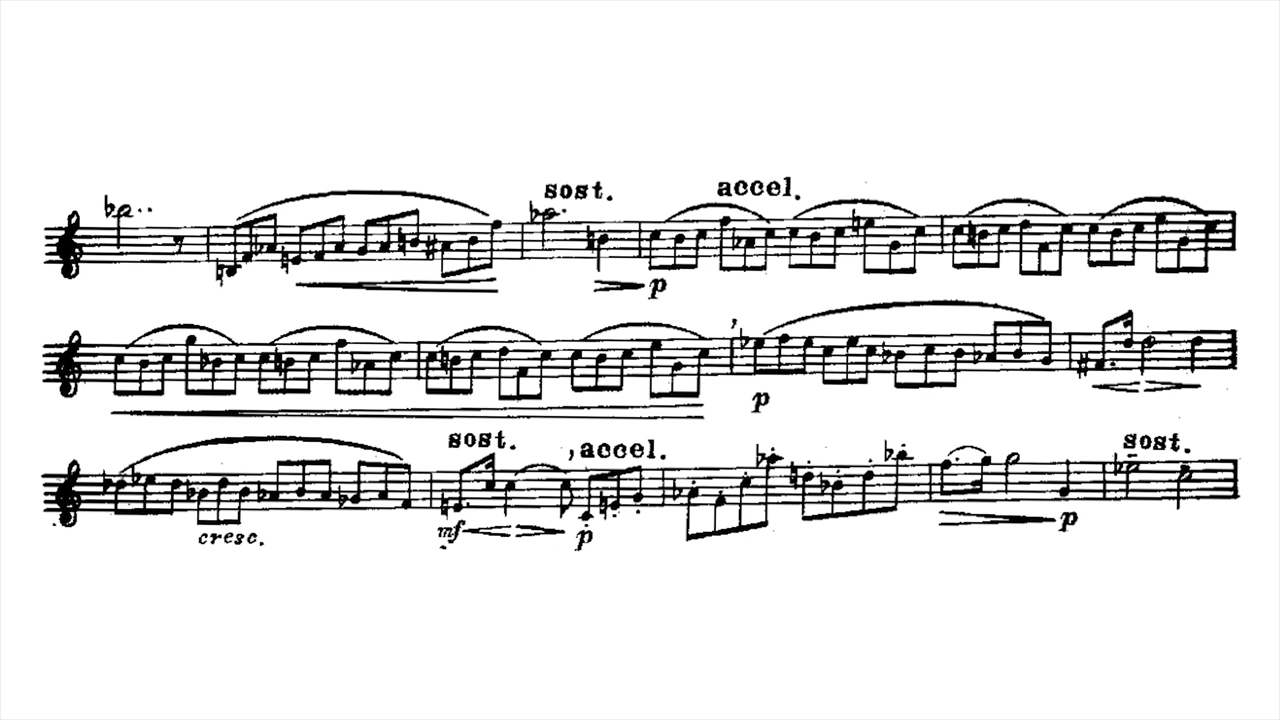 sost. accel.
p
p
sost. , accel. sost.
cresc. mf p p